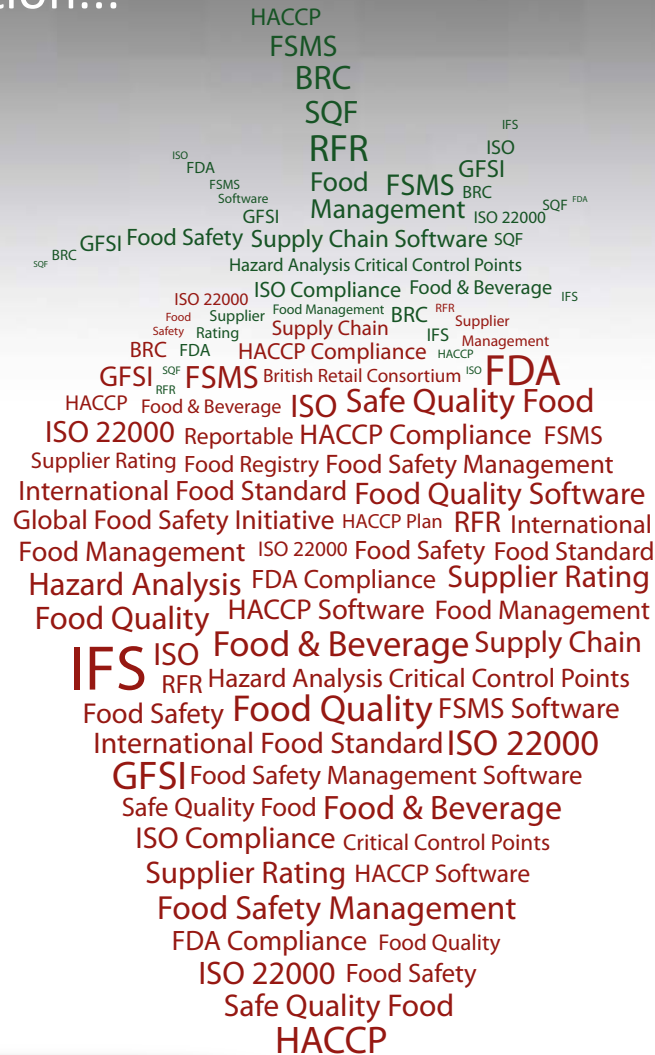 tion...
HACCP
FSMS
BRC
SQF
RFR
IFS
ISO
ISO
FDA
GFSI
FSMS
Food FSMS BRC
Software
SQF FDA
GFSI Management ISO 22000
SQF BRC GFSI Food Safety Supply Chain Software SQF
Hazard Analysis Critical Control Points
ISO Compliance Food & Beverage IFS
ISO 22000 Food Management BRC RFR
Food Supplier Supply Chain IFS Supplier
Safety Rating Management
BRC FDA HACCP Compliance HACCP
GFSI SQF FSMS British Retail Consortium ISO FDA
RFR
HACCP Food & Beverage ISO Safe Quality Food
ISO 22000 Reportable HACCP Compliance FSMS
Supplier Rating Food Registry Food Safety Management
International Food Standard Food Quality Software
Global Food Safety Initiative HACCP Plan RFR International
Food Management ISO 22000 Food Safety Food Standard
Hazard Analysis FDA Compliance Supplier Rating
Food Quality HACCP Software Food Management
IFS ISO Food & Beverage Supply Chain
RFR Hazard Analysis Critical Control Points
Food Safety Food Quality FSMS Software
International Food Standard ISO 22000
GFSI Food Safety Management Software
Safe Quality Food Food & Beverage
ISO Compliance Critical Control Points
Supplier Rating HACCP Software
Food Safety Management
FDA Compliance Food Quality
ISO 22000 Food Safety
Safe Quality Food
HACCP